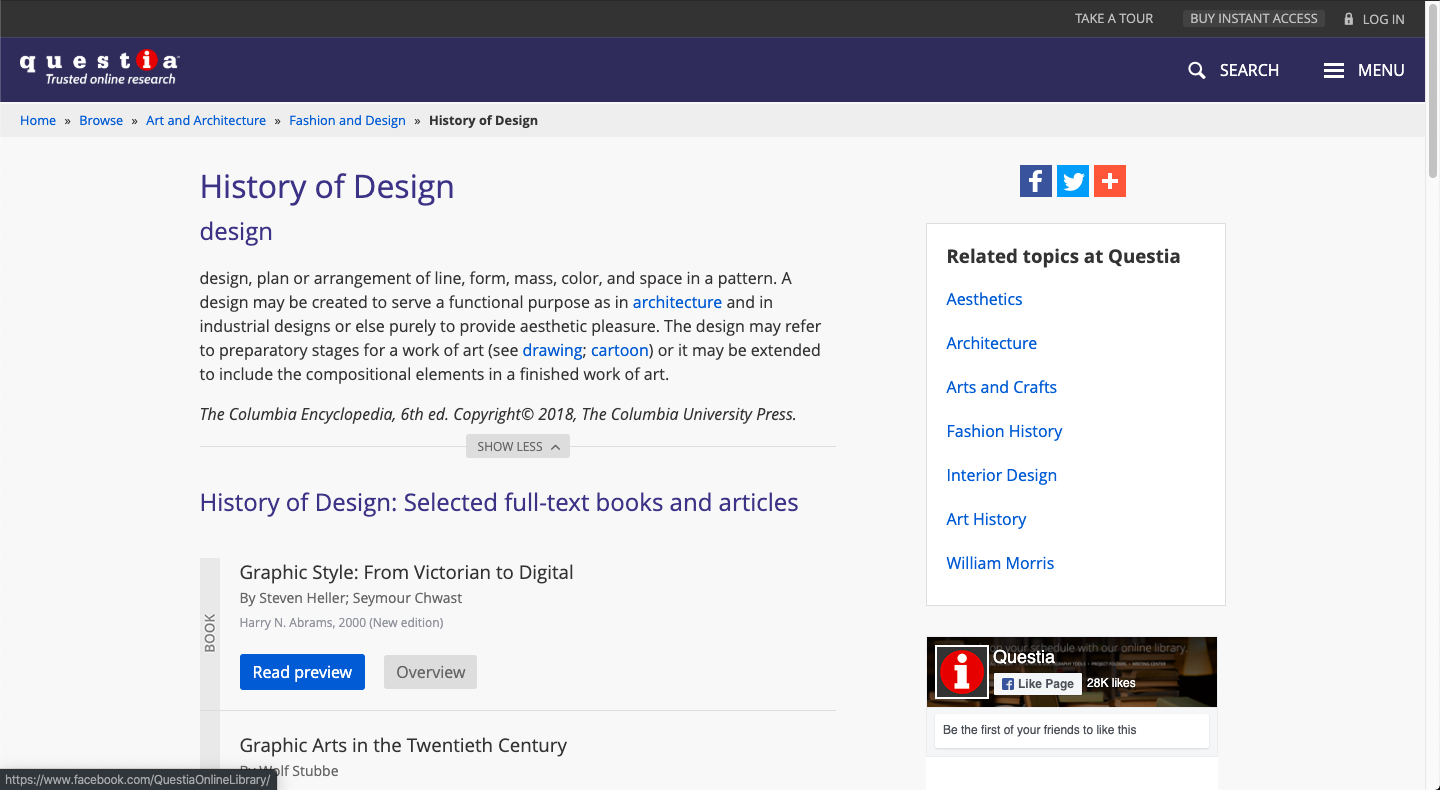 TAKE A TOUR
BUY INSTANT ACCESS
LOG IN
questia
Trusted online research
SEARCH
MENU
Home » Browse » Art and Architecture » Fashion and Design » History of Design
History of Design
design
design, plan or arrangement of line, form, mass, color, and space in a pattern. A
design may be created to serve a functional purpose as in architecture and in
industrial designs or else purely to provide aesthetic pleasure. The design may refer
to preparatory stages for a work of art (see drawing; cartoon) or it may be extended
to include the compositional elements in a finished work of art.
The Columbia Encyclopedia, 6th ed. Copyright© 2018, The Columbia University Press.
SHOW LESS
History of Design: Selected full-text books and articles
BOOK
Graphic Style: From Victorian to Digital
By Steven Heller; Seymour Chwast
Harry N. Abrams, 2000 (New edition)
Read preview
Overview
Graphic Arts in the Twentieth Century
By Wolf Stubbe
https://www.facebook.com/QuestiaOnlineLibrary/
Related topics at Questia
Aesthetics
Architecture
Arts and Crafts
Fashion History
Interior Design
Art History
William Morris
on your schedule with our online library.
Questia
Like Page
28K likes
Be the first of your friends to like this